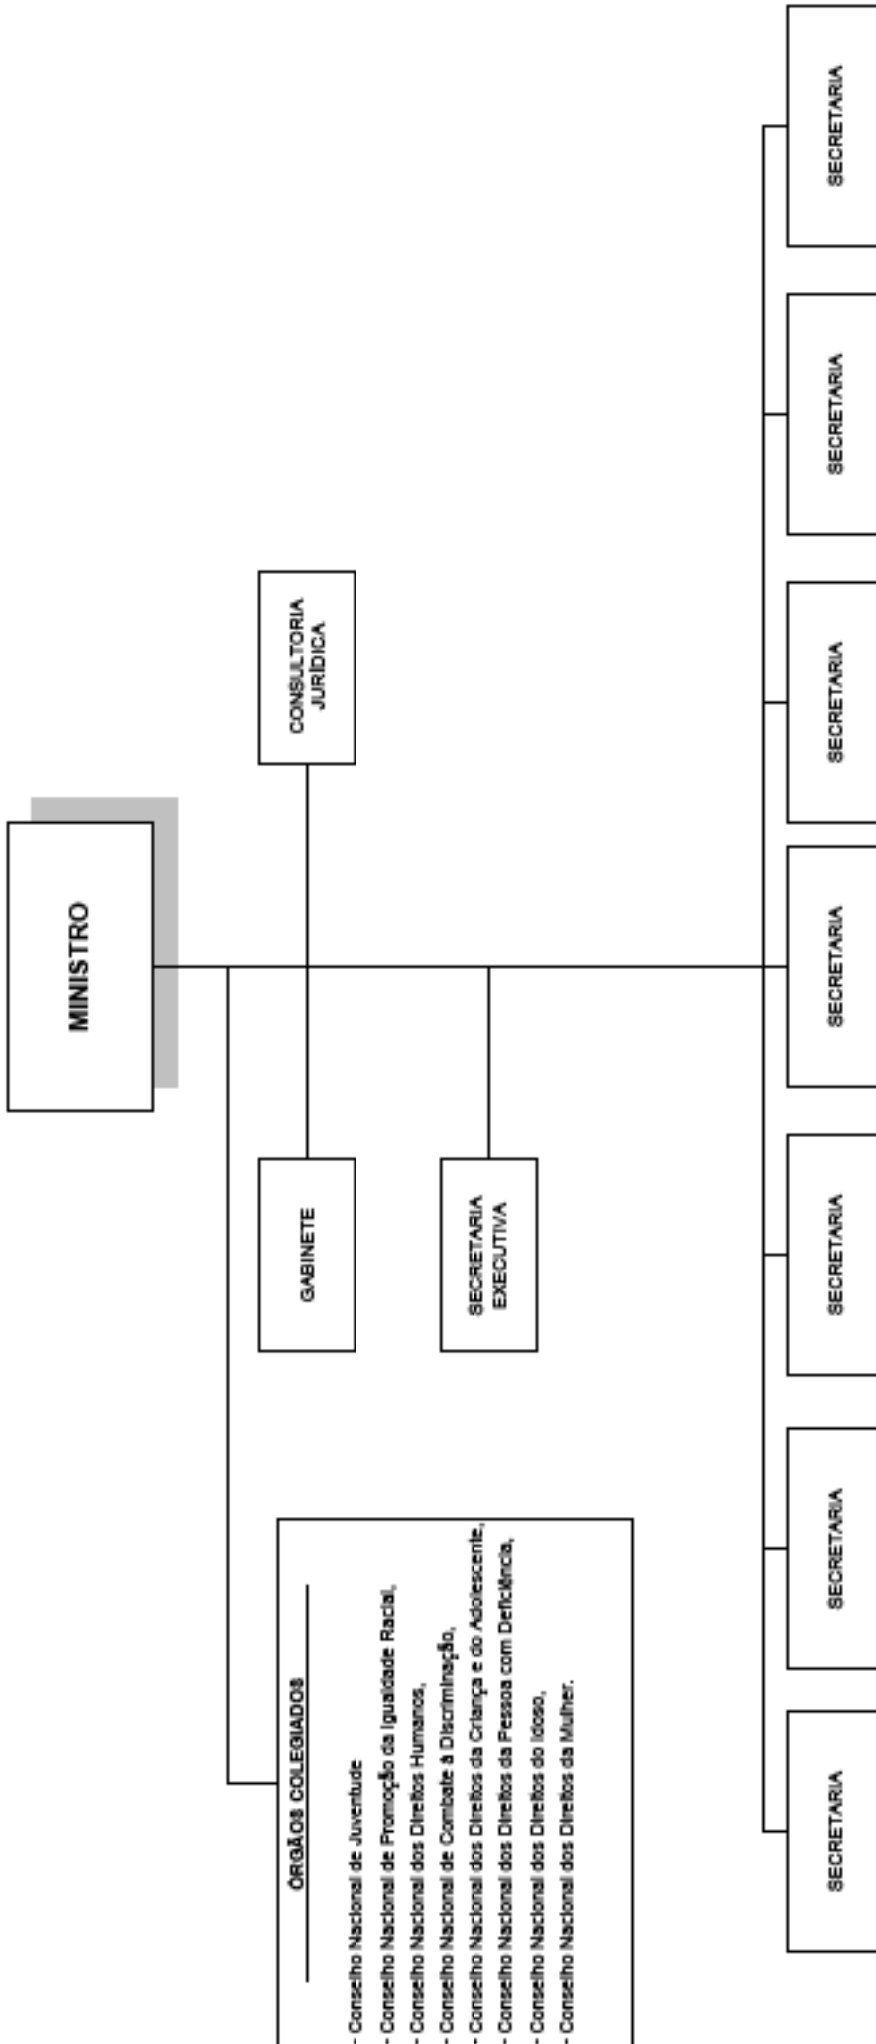 MINISTRO
ÓRGÃOS COLEGIADOS
- Conselho Nacional de Juventude
- Conselho Nacional de Promoção da Igualdade Racial,
- Conselho Nacional dos Direitos Humanos,
- Conselho Nacional de Combate à Discriminação,
- Conselho Nacional dos Direitos da Criança e do Adolescente,
- Conselho Nacional dos Direitos da Pessoa com Deficiência,
- Conselho Nacional dos Direitos do Idoso,
- Conselho Nacional dos Direitos da Mulher.
GABINETE
CONSULTORIA
JURÍDICA
SECRETARIA
EXECUTIVA
SECRETARIA
SECRETARIA
SECRETARIA
SECRETARIA
SECRETARIA
SECRETARIA
SECRETARIA